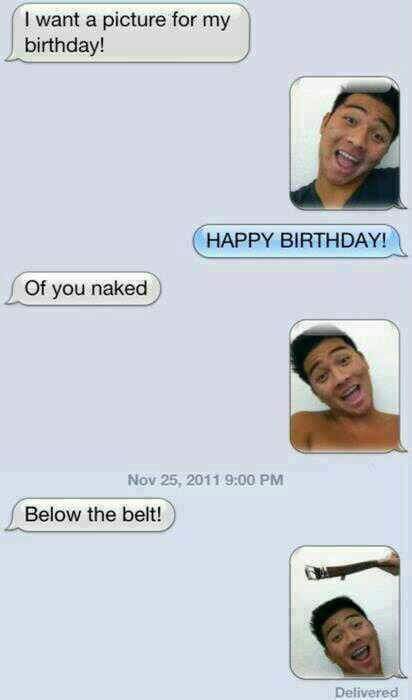 I want a picture for my
birthday!
HAPPY BIRTHDAY!
Of you naked
Nov 25, 2011 9:00 PM
Below the belt!
Delivered